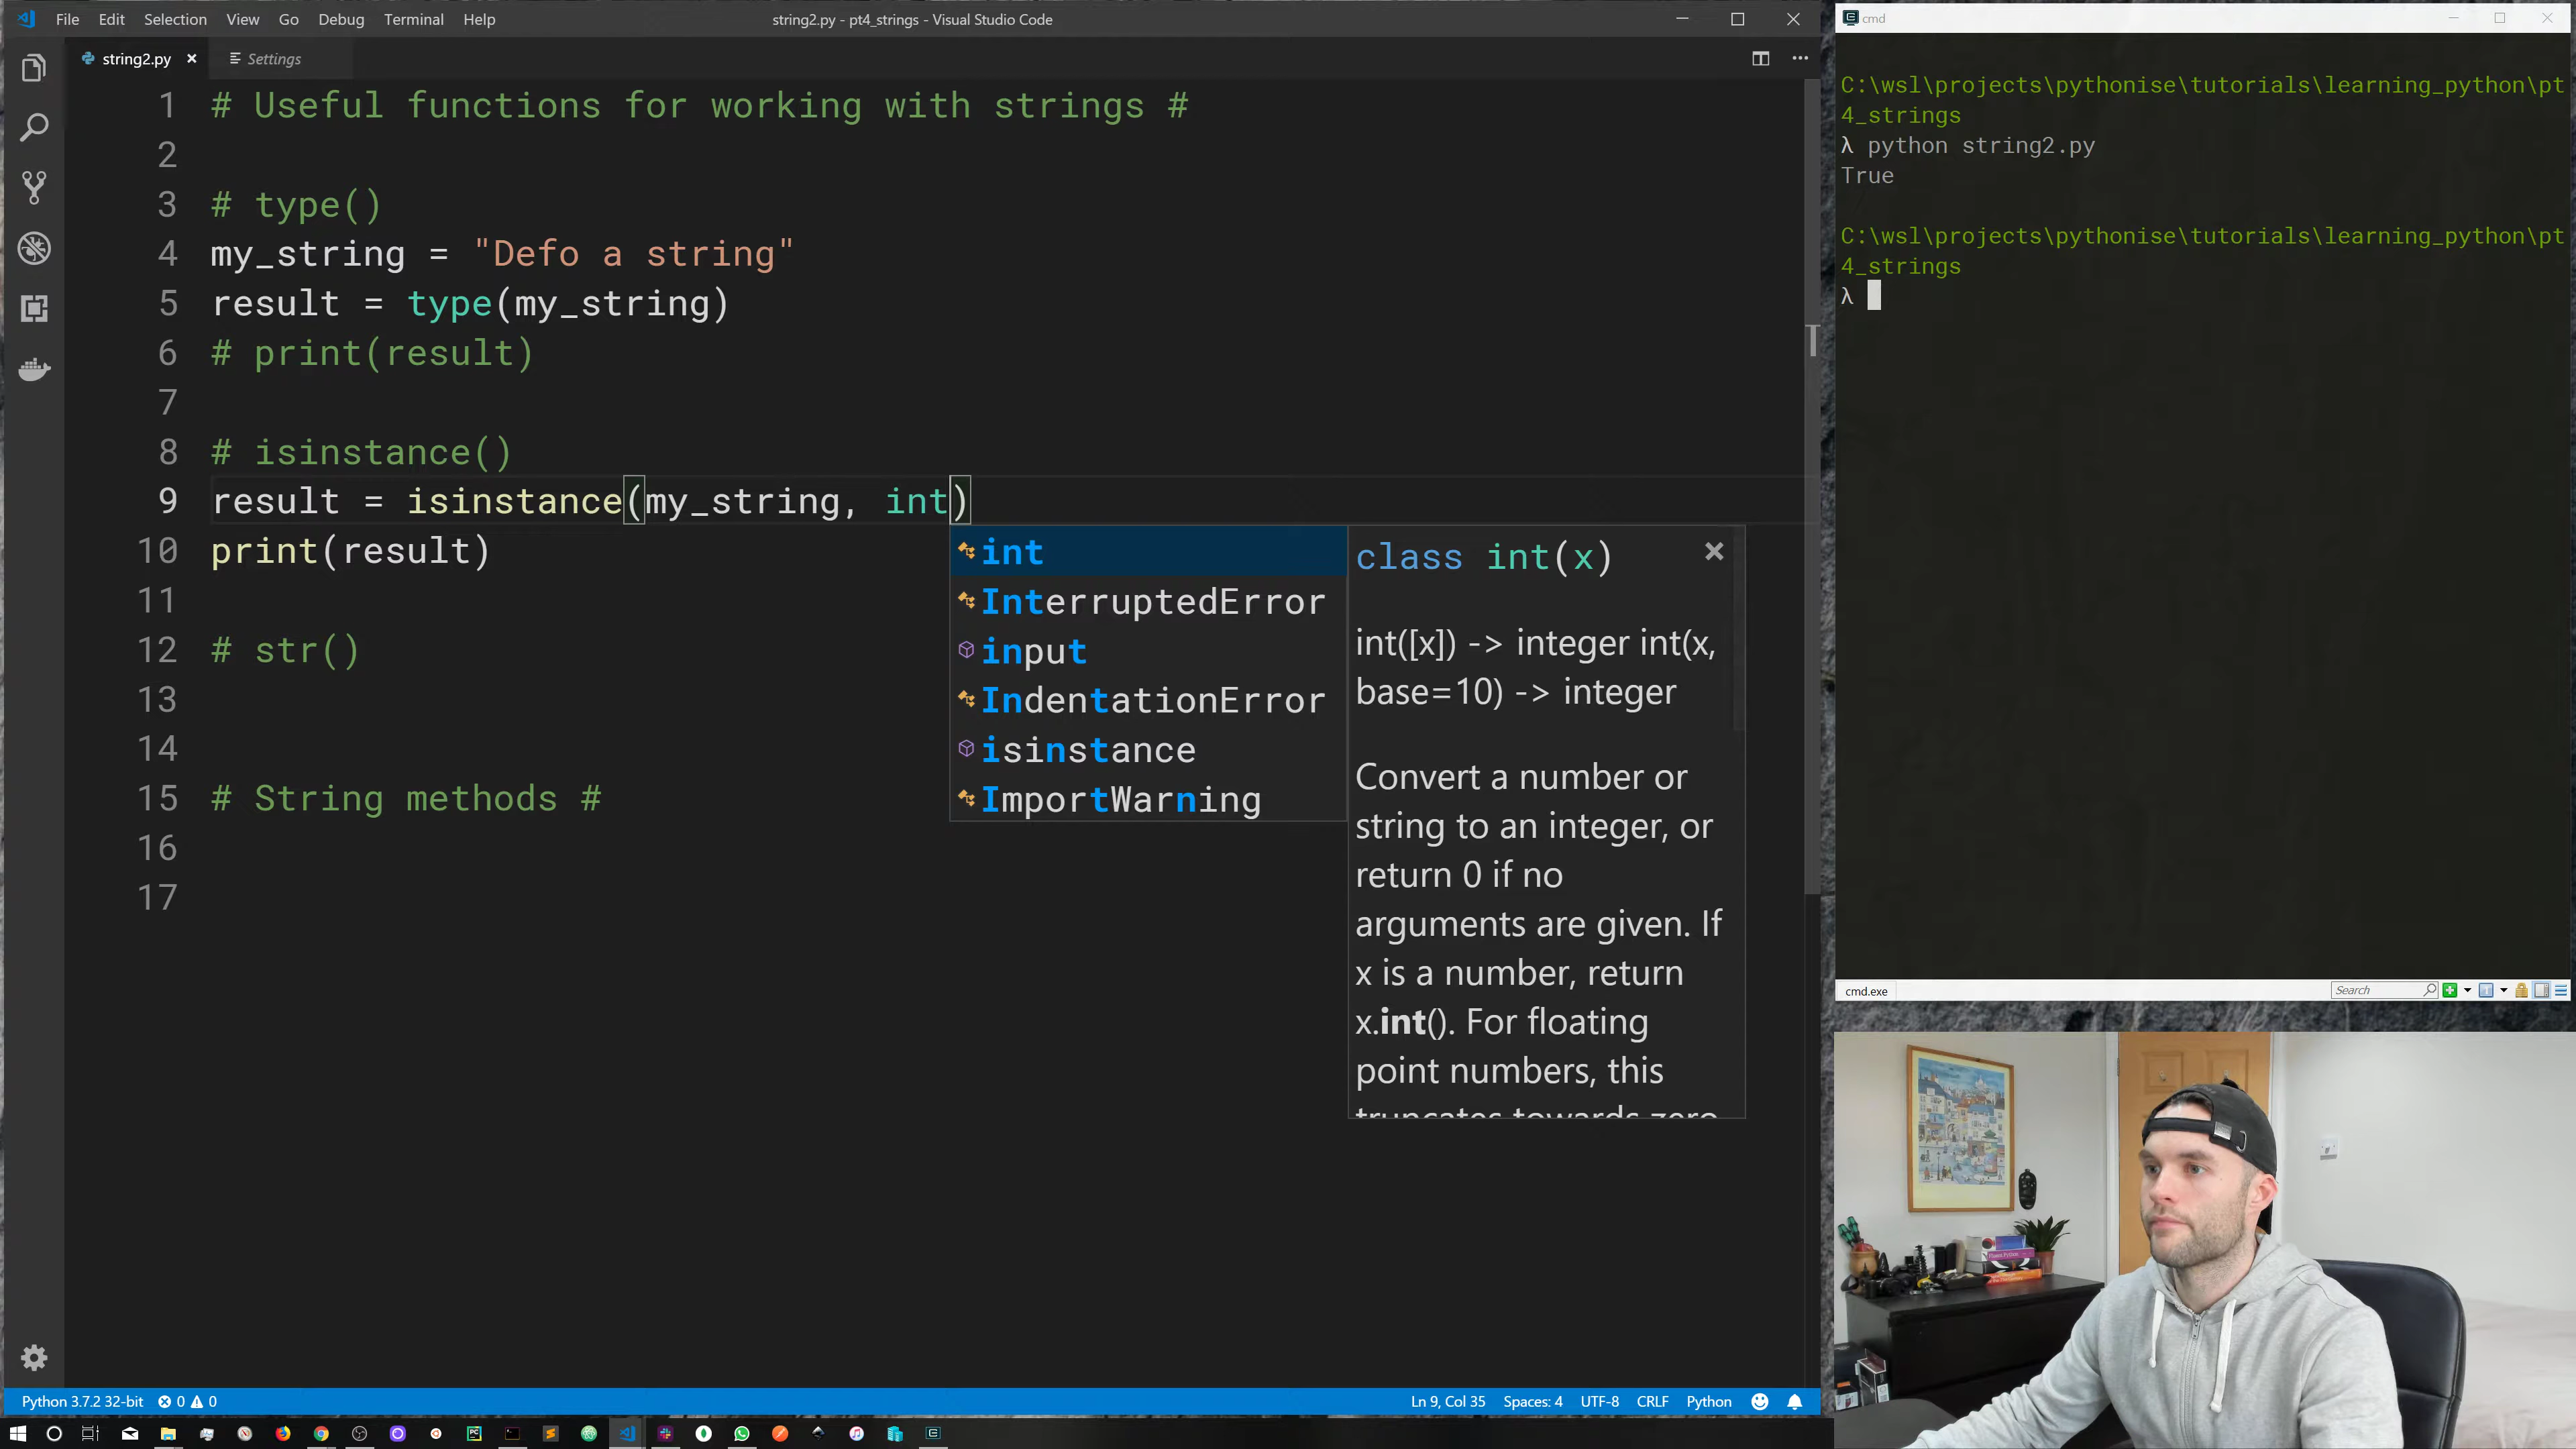 File Edit Selection View Go Debug Terminal Help
string2.py - pt4_strings - Visual Studio Code
string2.py
Settings
1 # Useful functions for working with strings #
2
3 # type()
4 my_string = "Defo a string"
5 result = type(my_string)
6 # print(result)
7
8 # isinstance()
9 result = isinstance(my_string, int)
10 print(result)
11
12 # str()
13
14
15 # String methods #
16
17
int
InterruptedError
input
IndentationError
isinstance
ImportWarning
class int(x)
int([x]) -> integer int(x,
base=10) -> integer
Convert a number or
string to an integer, or
return 0 if no
arguments are given. If
x is a number, return
x.int(). For floating
point numbers, this
truncates towards zero
Python 3.7.2 32-bit 0 0
Ln 9, Col 35 Spaces: 4 UTF-8 CRLF Python
cmd
C:\wsl\projects\pythonise\tutorials\learning_python\pt
4_strings
λ python string2.py
True
C:\wsl\projects\pythonise\tutorials\learning_python\pt
4_strings
λ
cmd.exe
Search